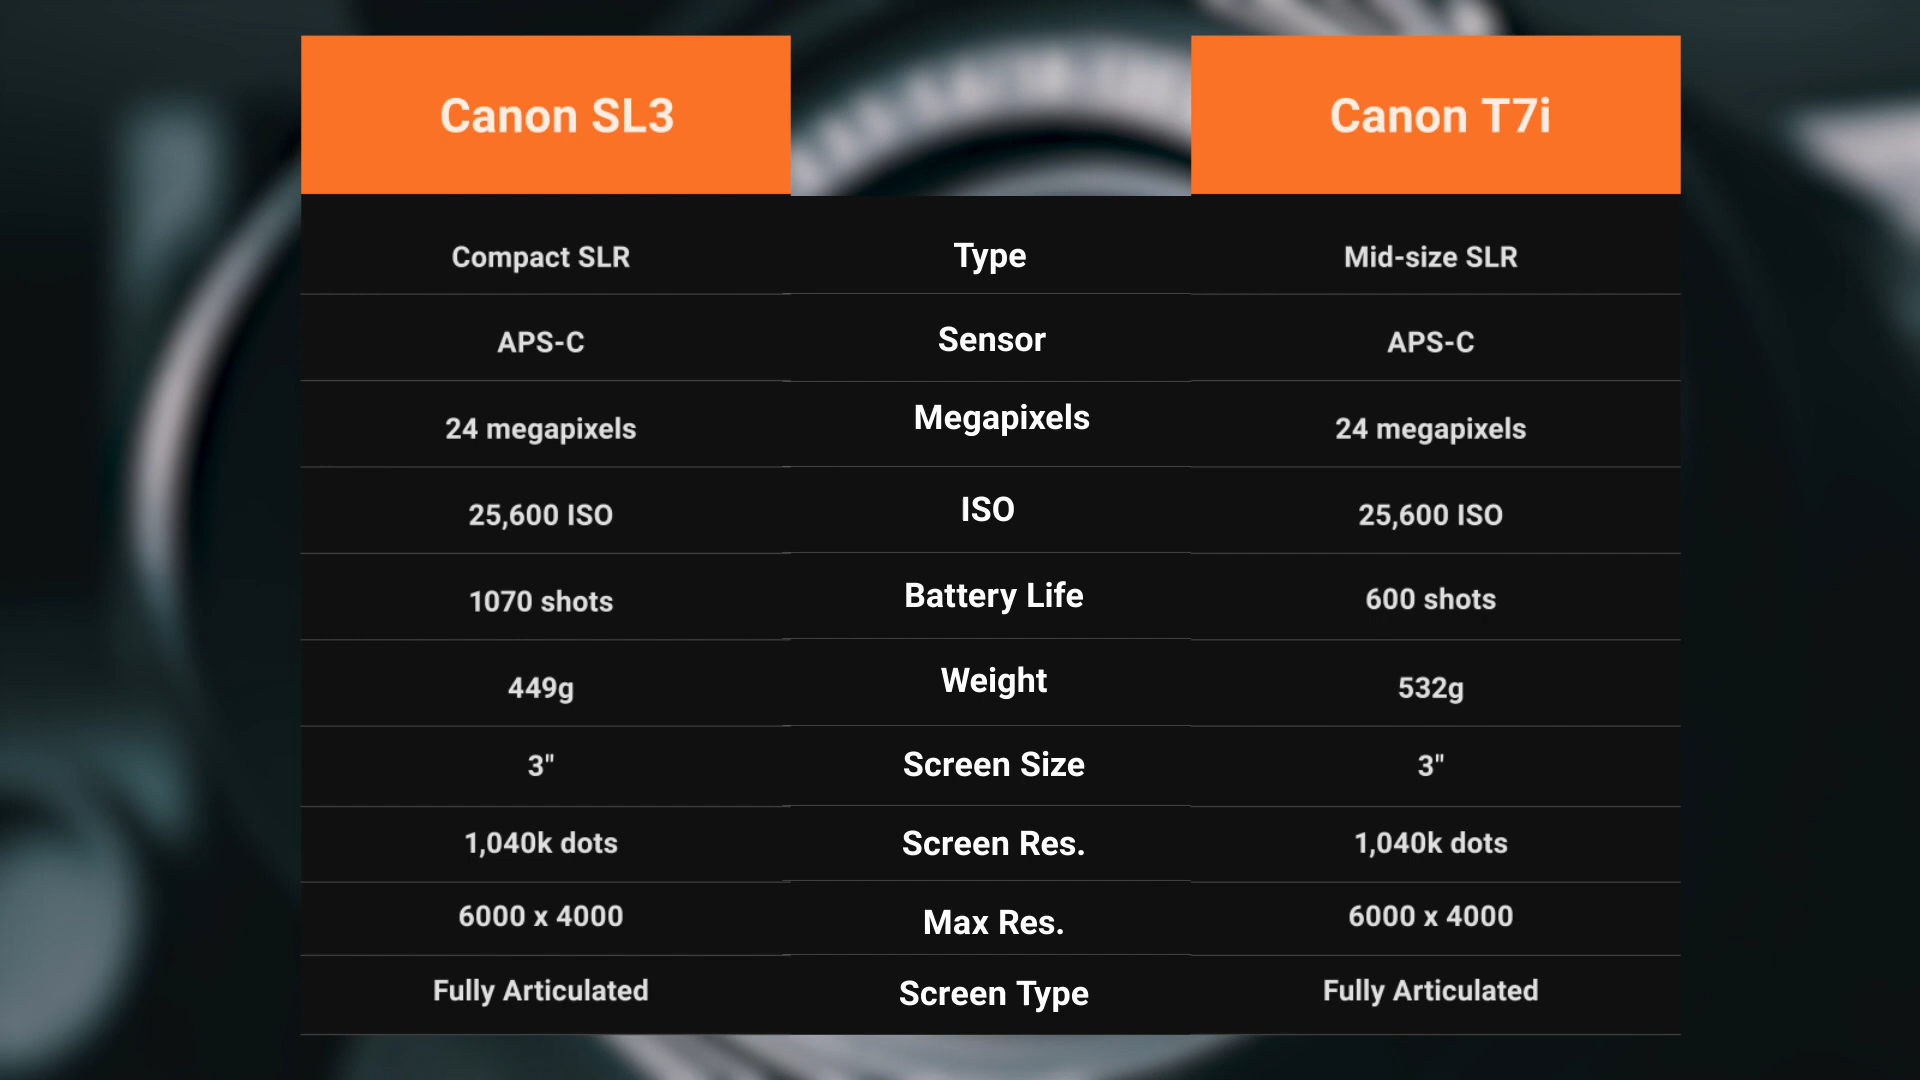 Canon SL3 Canon T7i
Compact SLR Type Mid-size SLR
APS-C Sensor APS-C
24 megapixels Megapixels 24 megapixels
25,600 ISO ISO 25,600 ISO
1070 shots Battery Life 600 shots
449g Weight 532g
3" Screen Size 3"
1,040k dots Screen Res. 1,040k dots
6000 x 4000 Max Res. 6000 x 4000
Fully Articulated Screen Type Fully Articulated